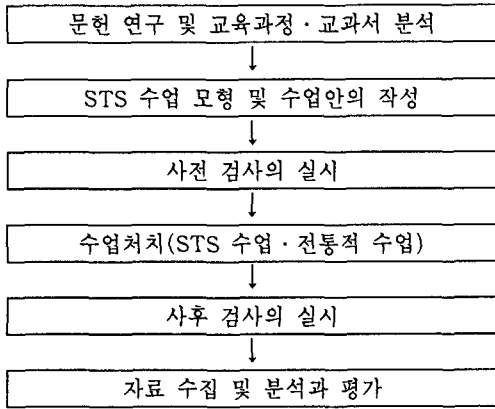 문헌 연구 및 교육과정 · 교과서 분석
STS 수업 모형 및 수업안의 작성
사전 검사의 실시
수업처치(STS 수업 · 전통적 수업)
사후 검사의 실시
자료 수집 및 분석과 평가